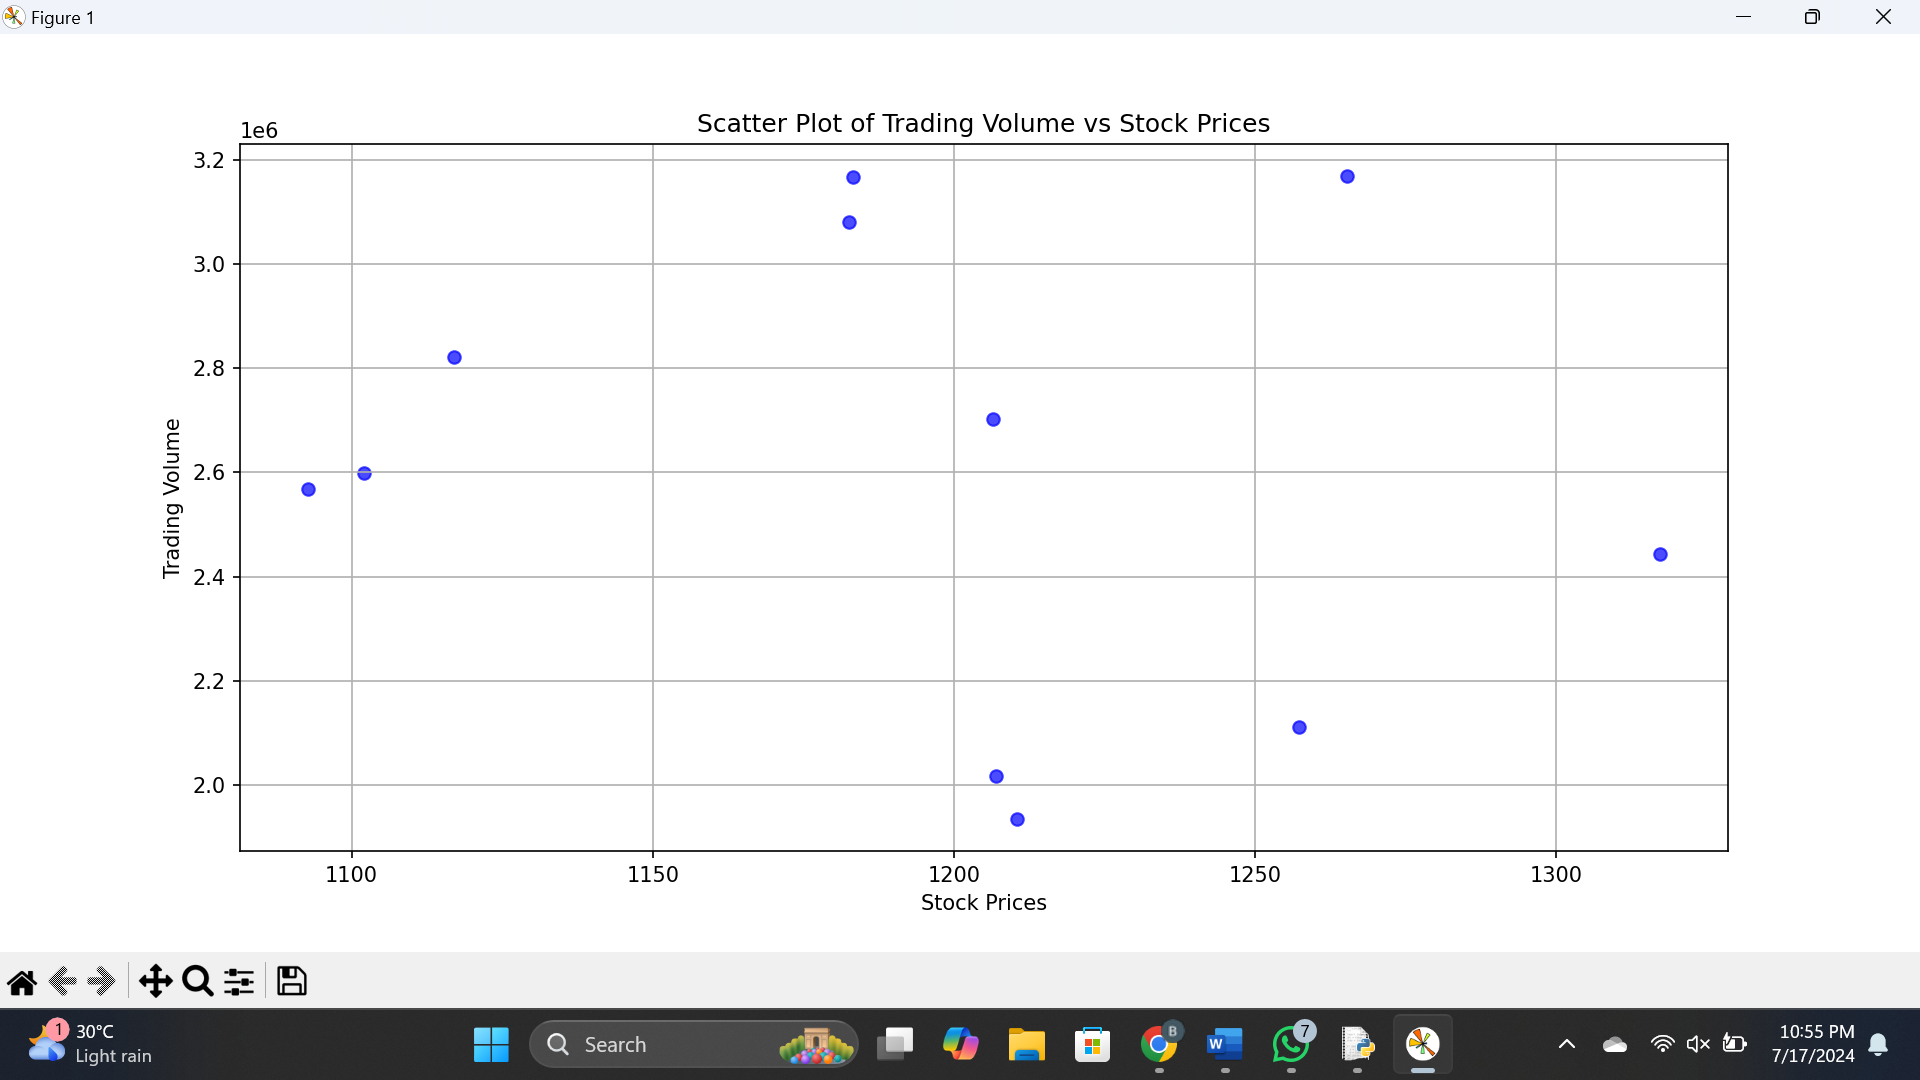 Figure 1
Scatter Plot of Trading Volume vs Stock Prices
1e6
3.2
3.0
2.8
2.6
2.4
2.2
2.0
Trading Volume
1100 1150 1200 1250 1300
Stock Prices
1
30°C
Light rain
Search
B
W
7
10:55 PM
7/17/2024